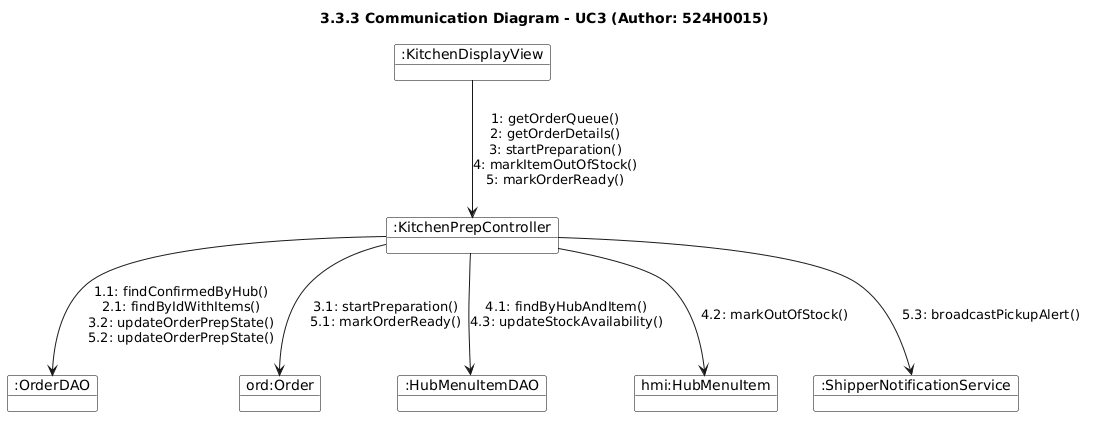 3.3.3 Communication Diagram - UC3 (Author: 524H0015)
:KitchenDisplayView
1: getOrderQueue()
2: getOrderDetails()
3: startPreparation()
4: markItemOutOfStock()
5: markOrderReady()
:KitchenPrepController
1.1: findConfirmedByHub()
2.1: findByIdWithItems()
3.2: updateOrderPrepState()
5.2: updateOrderPrepState()
3.1: startPreparation()
5.1: markOrderReady()
4.1: findByHubAndItem()
4.3: updateStockAvailability()
4.2: markOutOfStock()
5.3: broadcastPickupAlert()
:OrderDAO
ord:Order
:HubMenuItemDAO
hmi:HubMenuItem
:ShipperNotificationService